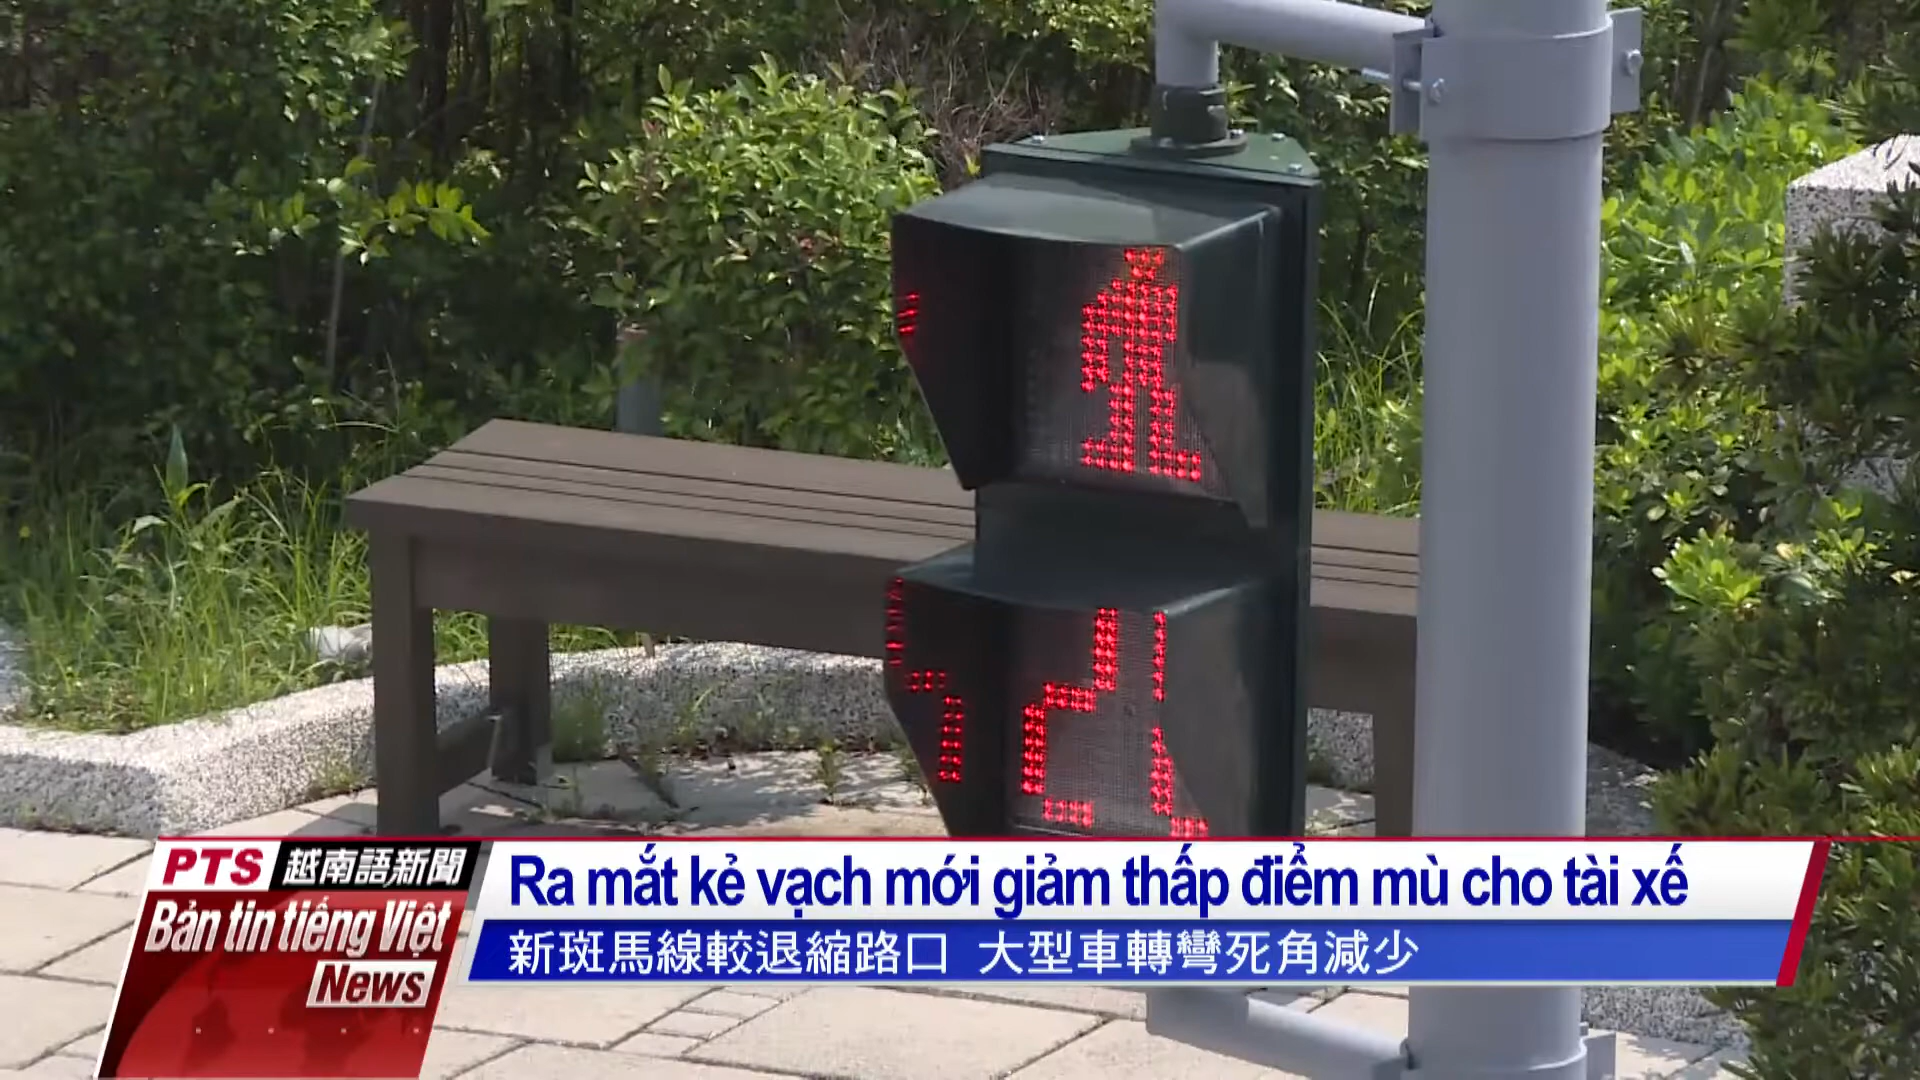 PTS 越南語新聞
Bản tin tiếng Việt
News
Ra mắt kẻ vạch mới giảm thấp điểm mù cho tài xế
新斑馬線較退縮路口 大型車轉彎死角減少